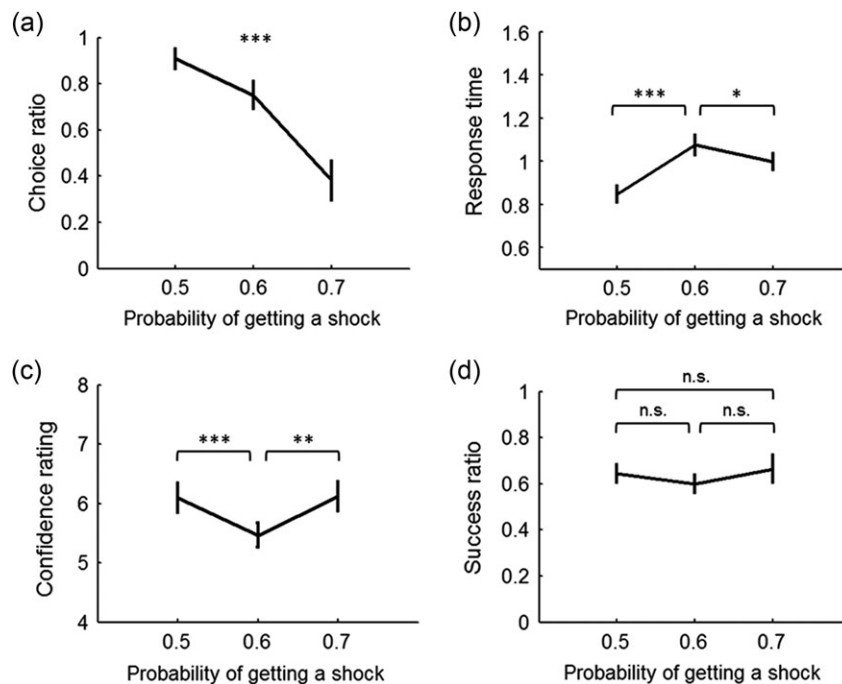 (a)
***
Choice ratio
1
0.8
0.6
0.4
0.2
0
0.5 0.6 0.7
Probability of getting a shock
(b)
*** *
Response time
1.6
1.4
1.2
1
0.8
0.6
0.5 0.6 0.7
Probability of getting a shock
(c)
*** **
Confidence rating
8
7
6
5
4
0.5 0.6 0.7
Probability of getting a shock
(d)
n.s.
n.s. n.s.
Success ratio
1
0.8
0.6
0.4
0.2
0
0.5 0.6 0.7
Probability of getting a shock